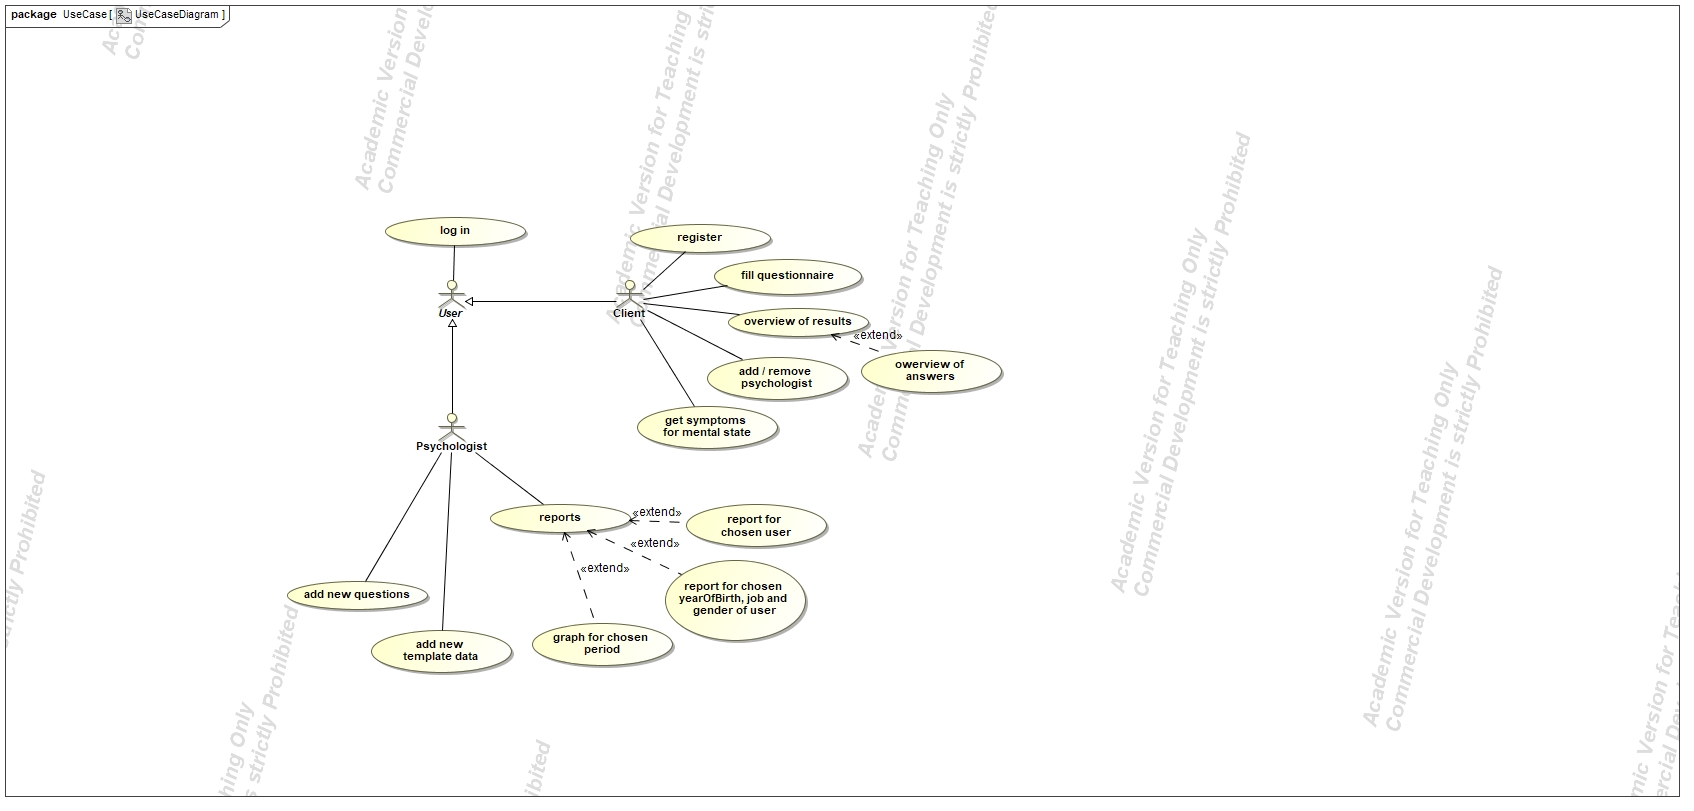 package UseCase [ UseCaseDiagram ]
Academic Version for Teaching Only
Commercial Development is strictly Prohibited
log in
register
fill questionnaire
User
Client
overview of results
«extend»
owerview of
answers
add / remove
psychologist
get symptoms
for mental state
Psychologist
reports
«extend»
report for
chosen user
«extend»
«extend»
report for chosen
yearOfBirth, job and
gender of user
add new questions
graph for chosen
period
add new
template data